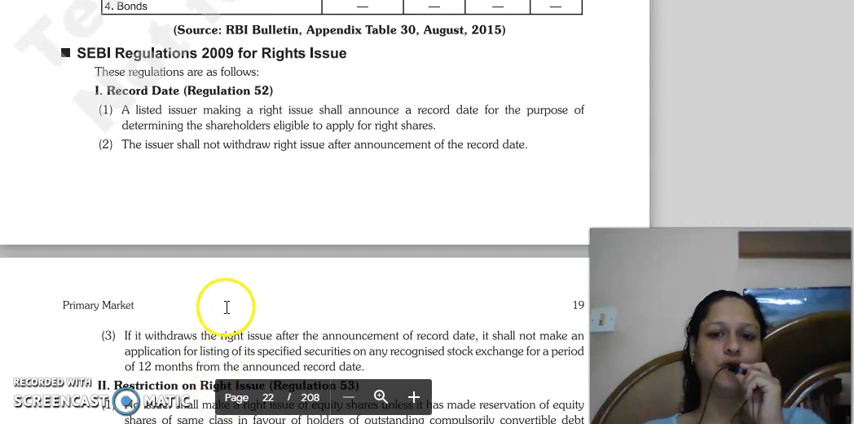 4. Bonds — — — —
(Source: RBI Bulletin, Appendix Table 30, August, 2015)
SEBI Regulations 2009 for Rights Issue
These regulations are as follows:
I. Record Date (Regulation 52)
(1) A listed issuer making a right issue shall announce a record date for the purpose of
determining the shareholders eligible to apply for right shares.
(2) The issuer shall not withdraw right issue after announcement of the record date.
Primary Market 19
(3) If it withdraws the right issue after the announcement of record date, it shall not make an
application for listing of its specified securities on any recognised stock exchange for a period
of 12 months from the announced record date.
II. Restriction on Right Issue (Regulation 53)
(1) No issuer shall make a right issue of equity shares unless it has made reservation of equity
shares of same class in favour of holders of outstanding compulsorily convertible debt
Page 22 / 208
RECORDED WITH
SCREENCAST MATIC